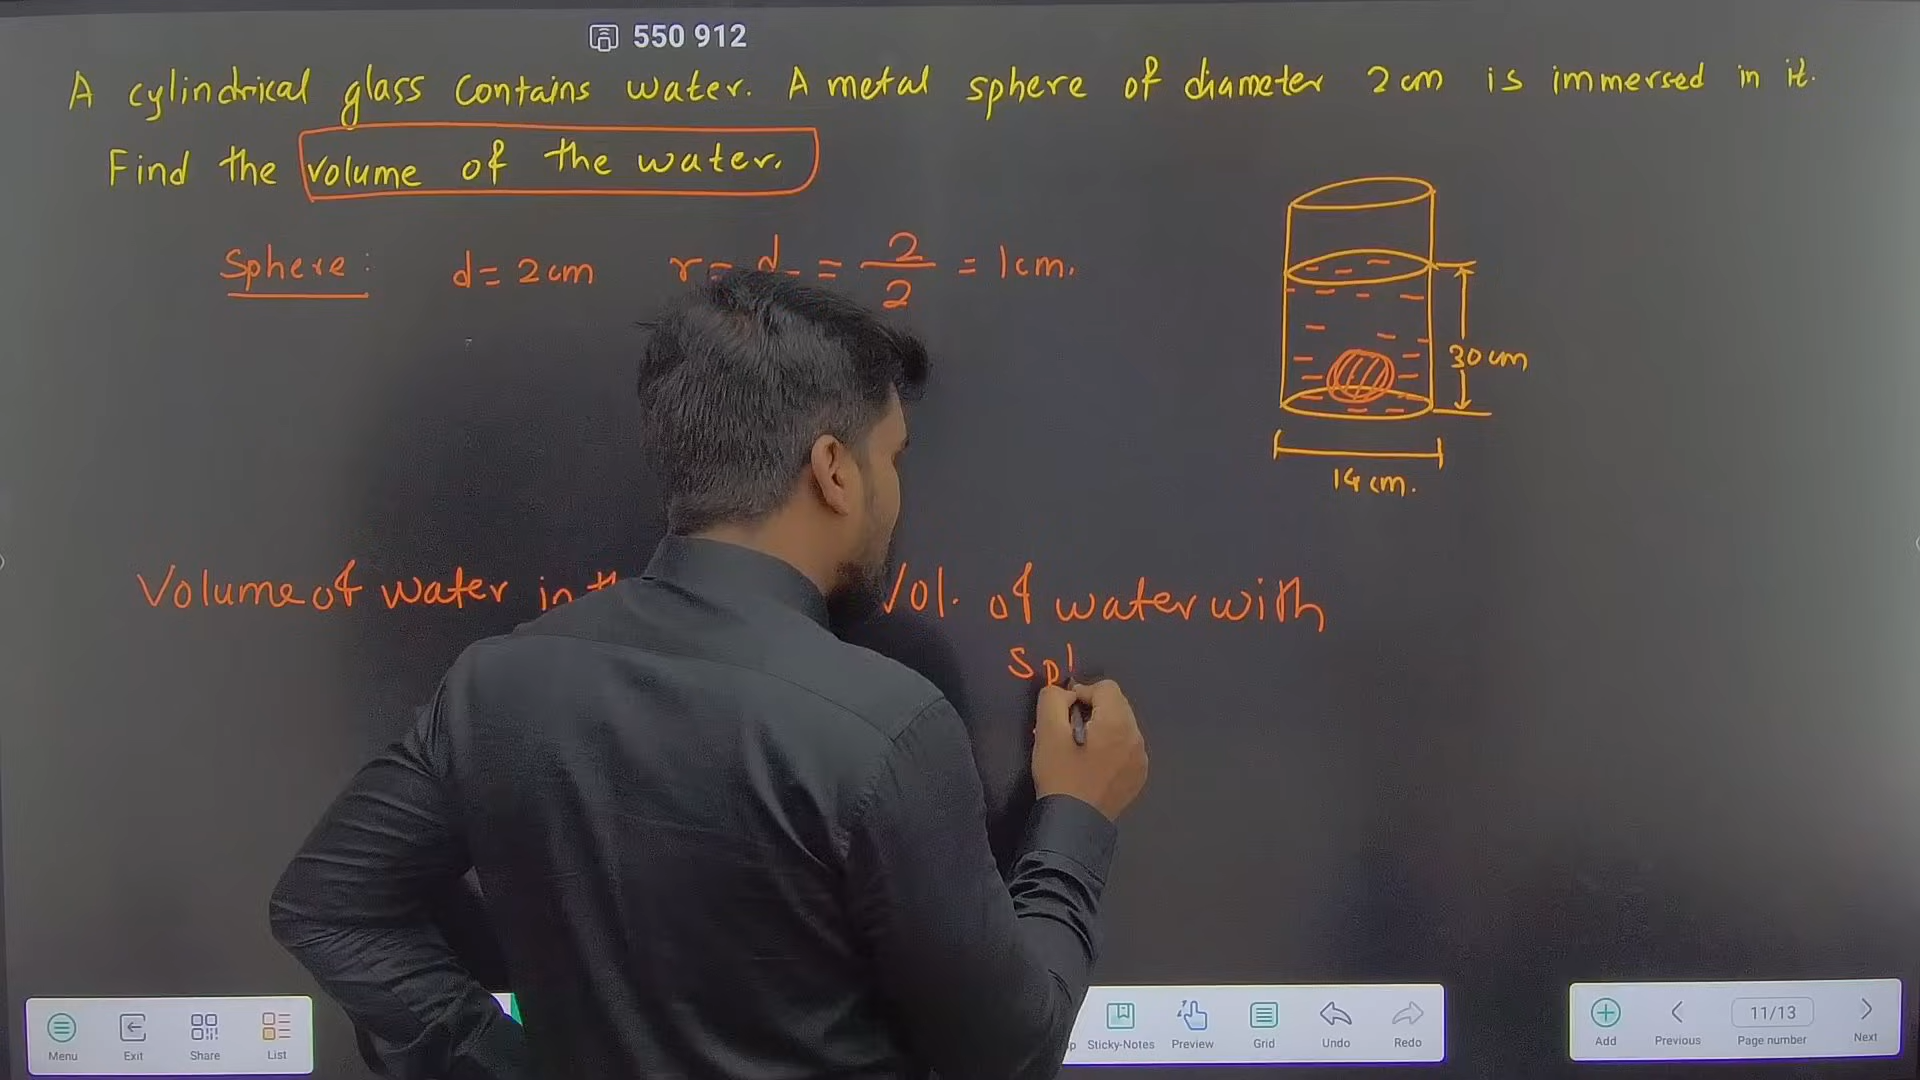 550 912
A cylindrical glass contains water. A metal sphere of diameter 2 cm is immersed in it.
Find the volume of the water.
Sphere: d = 2 cm r = d = 2/2 = 1 cm.
30 cm
14 cm.
Volume of water in Vol. of water with
Menu Exit Share List
Sticky-Notes Preview Grid Undo Redo
Add Previous 11/13 Page number Next